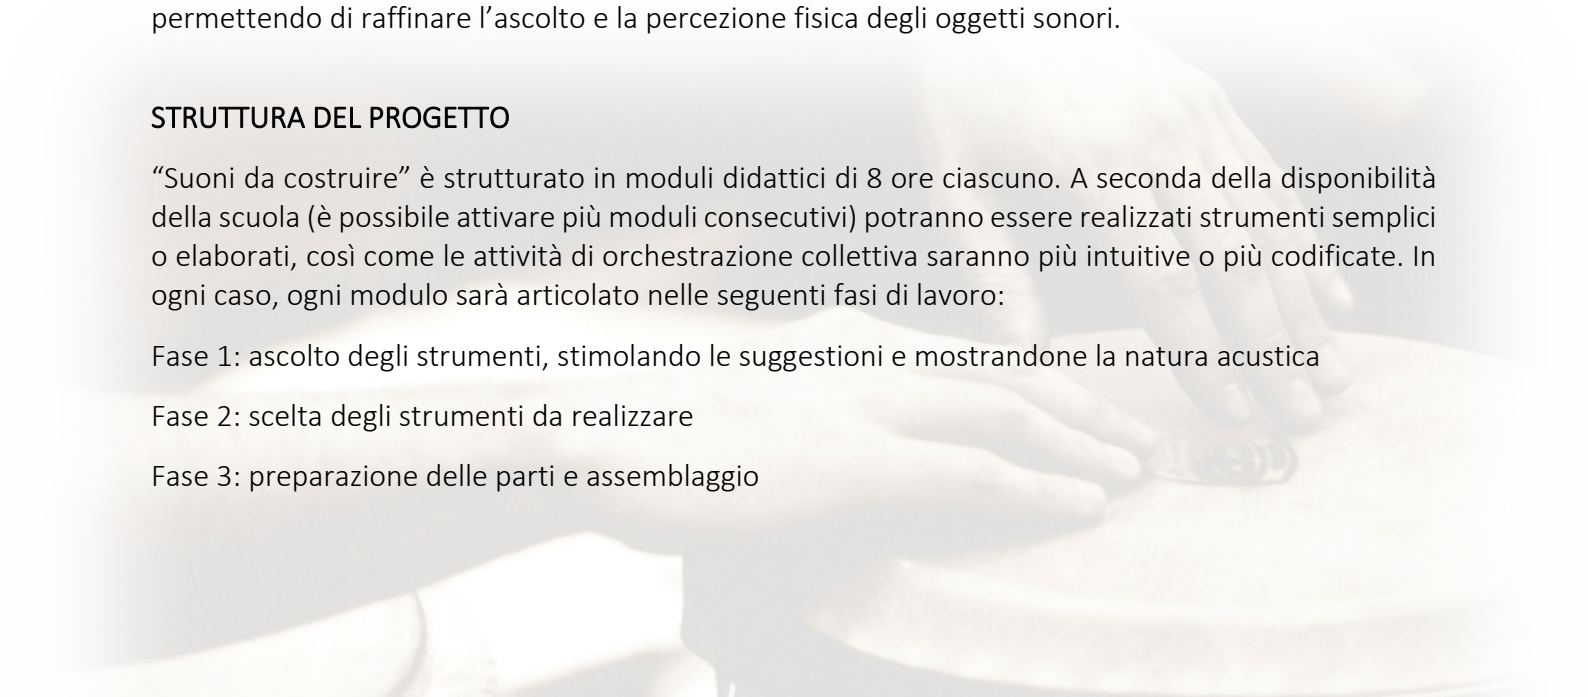 permettendo di raffinare l’ascolto e la percezione fisica degli oggetti sonori.
STRUTTURA DEL PROGETTO
“Suoni da costruire” è strutturato in moduli didattici di 8 ore ciascuno. A seconda della disponibilità
della scuola (è possibile attivare più moduli consecutivi) potranno essere realizzati strumenti semplici
o elaborati, così come le attività di orchestrazione collettiva saranno più intuitive o più codificate. In
ogni caso, ogni modulo sarà articolato nelle seguenti fasi di lavoro:
Fase 1: ascolto degli strumenti, stimolando le suggestioni e mostrandone la natura acustica
Fase 2: scelta degli strumenti da realizzare
Fase 3: preparazione delle parti e assemblaggio